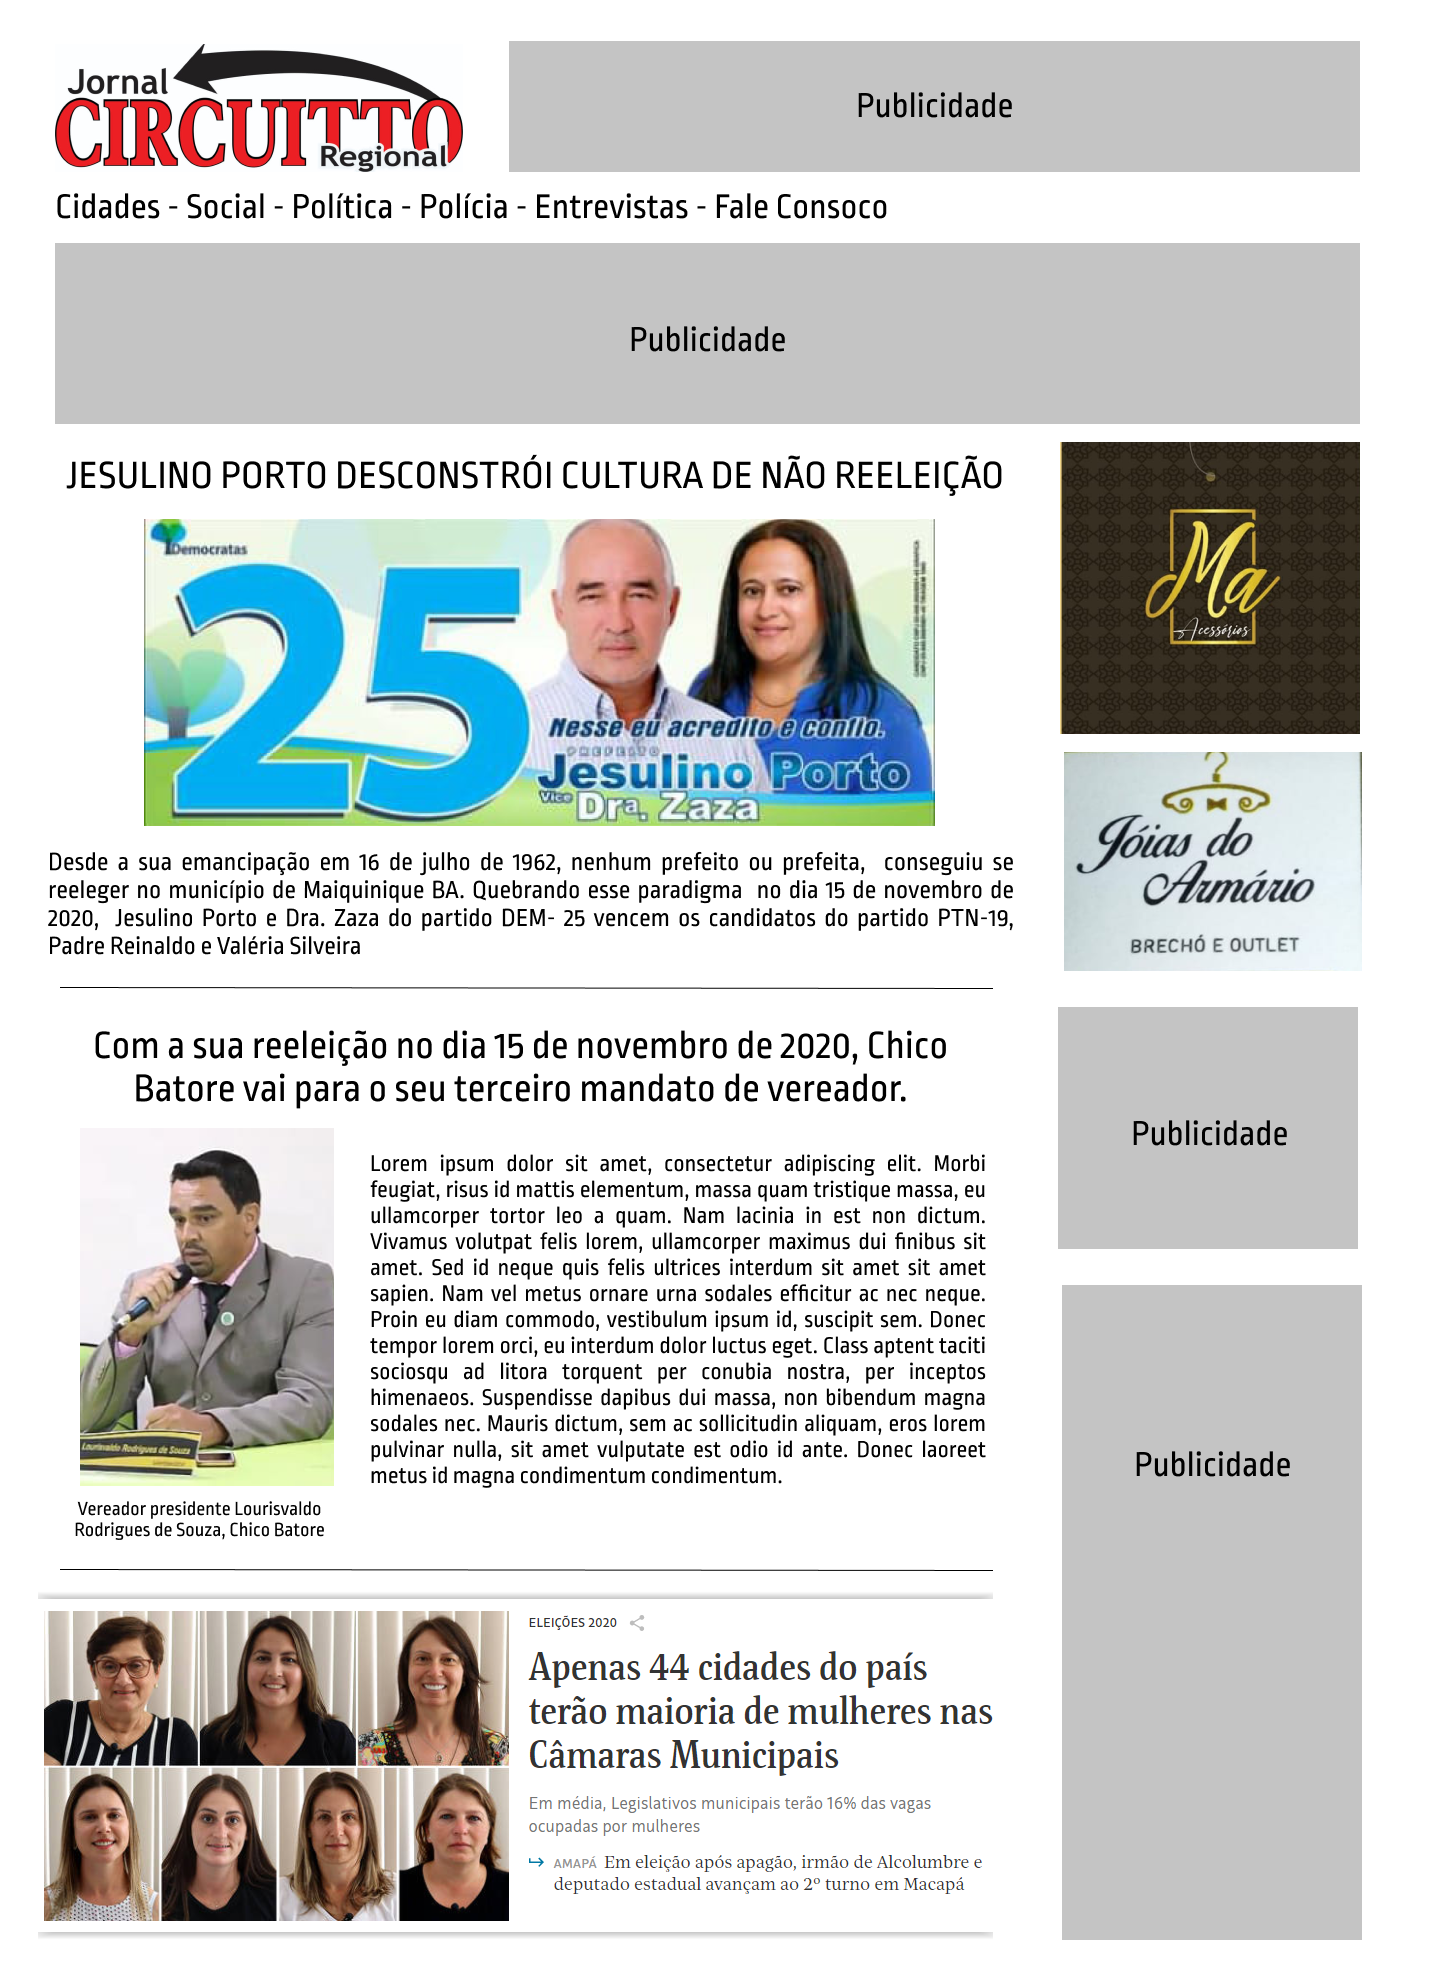 Jornal
CIRCUITTO
Regional
Publicidade
Cidades - Social - Política - Polícia - Entrevistas - Fale Consoco
Publicidade
JESULINO PORTO DESCONSTRÓI CULTURA DE NÃO REELEIÇÃO
Democratas
25
Nesse eu acredito e confio.
PREFEITO
Jesulino Porto
Vice
Dra. Zaza
Desde a sua emancipação em 16 de julho de 1962, nenhum prefeito ou prefeita, conseguiu se
reeleger no município de Maiquinique BA. Quebrando esse paradigma no dia 15 de novembro de
2020, Jesulino Porto e Dra. Zaza do partido DEM- 25 vencem os candidatos do partido PTN-19,
Padre Reinaldo e Valéria Silveira
Ma
Acessórios
Jóias do
Armário
BRECHÓ E OUTLET
Com a sua reeleição no dia 15 de novembro de 2020, Chico
Batore vai para o seu terceiro mandato de vereador.
Lourisvaldo Rodrigues de Souza
Vereador presidente Lourisvaldo
Rodrigues de Souza, Chico Batore
Lorem ipsum dolor sit amet, consectetur adipiscing elit. Morbi
feugiat, risus id mattis elementum, massa quam tristique massa, eu
ullamcorper tortor leo a quam. Nam lacinia in est non dictum.
Vivamus volutpat felis lorem, ullamcorper maximus dui finibus sit
amet. Sed id neque quis felis ultrices interdum sit amet sit amet
sapien. Nam vel metus ornare urna sodales efficitur ac nec neque.
Proin eu diam commodo, vestibulum ipsum id, suscipit sem. Donec
tempor lorem orci, eu interdum dolor luctus eget. Class aptent taciti
sociosqu ad litora torquent per conubia nostra, per inceptos
himenaeos. Suspendisse dapibus dui massa, non bibendum magna
sodales nec. Mauris dictum, sem ac sollicitudin aliquam, eros lorem
pulvinar nulla, sit amet vulputate est odio id ante. Donec laoreet
metus id magna condimentum condimentum.
Publicidade
Publicidade
ELEIÇÕES 2020
Apenas 44 cidades do país
terão maioria de mulheres nas
Câmaras Municipais
Em média, Legislativos municipais terão 16% das vagas
ocupadas por mulheres
AMAPÁ Em eleição após apagão, irmão de Alcolumbre e
deputado estadual avançam ao 2º turno em Macapá